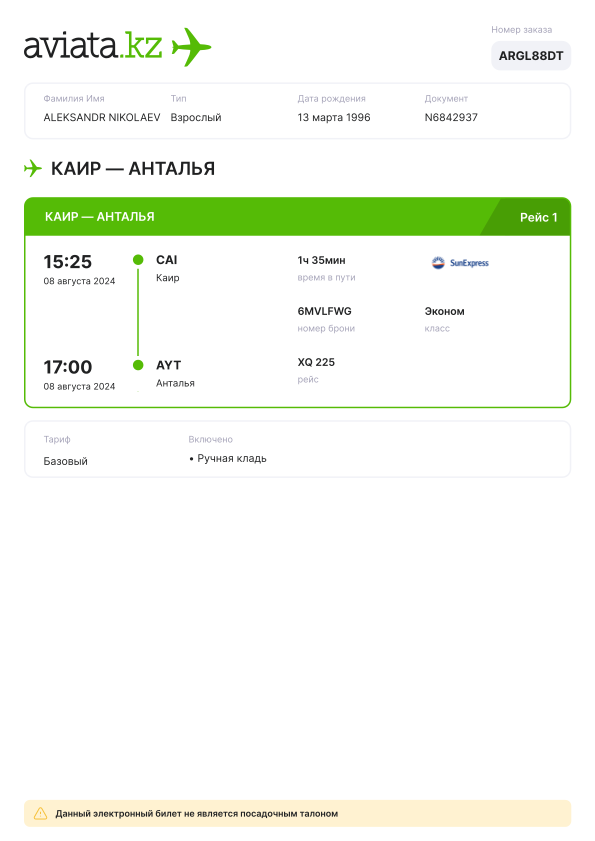 aviata.kz
Номер заказа
ARGL88DT
Фамилия Имя Тип Дата рождения Документ
ALEKSANDR NIKOLAEV Взрослый 13 марта 1996 N6842937
КАИР — АНТАЛЬЯ
КАИР — АНТАЛЬЯ Рейс 1
15:25 CAI 1ч 35мин SunExpress
08 августа 2024 Каир время в пути
6MVLFWG Эконом
номер брони класс
17:00 AYT XQ 225
08 августа 2024 Анталья рейс
Тариф Включено
Базовый • Ручная кладь
Данный электронный билет не является посадочным талоном